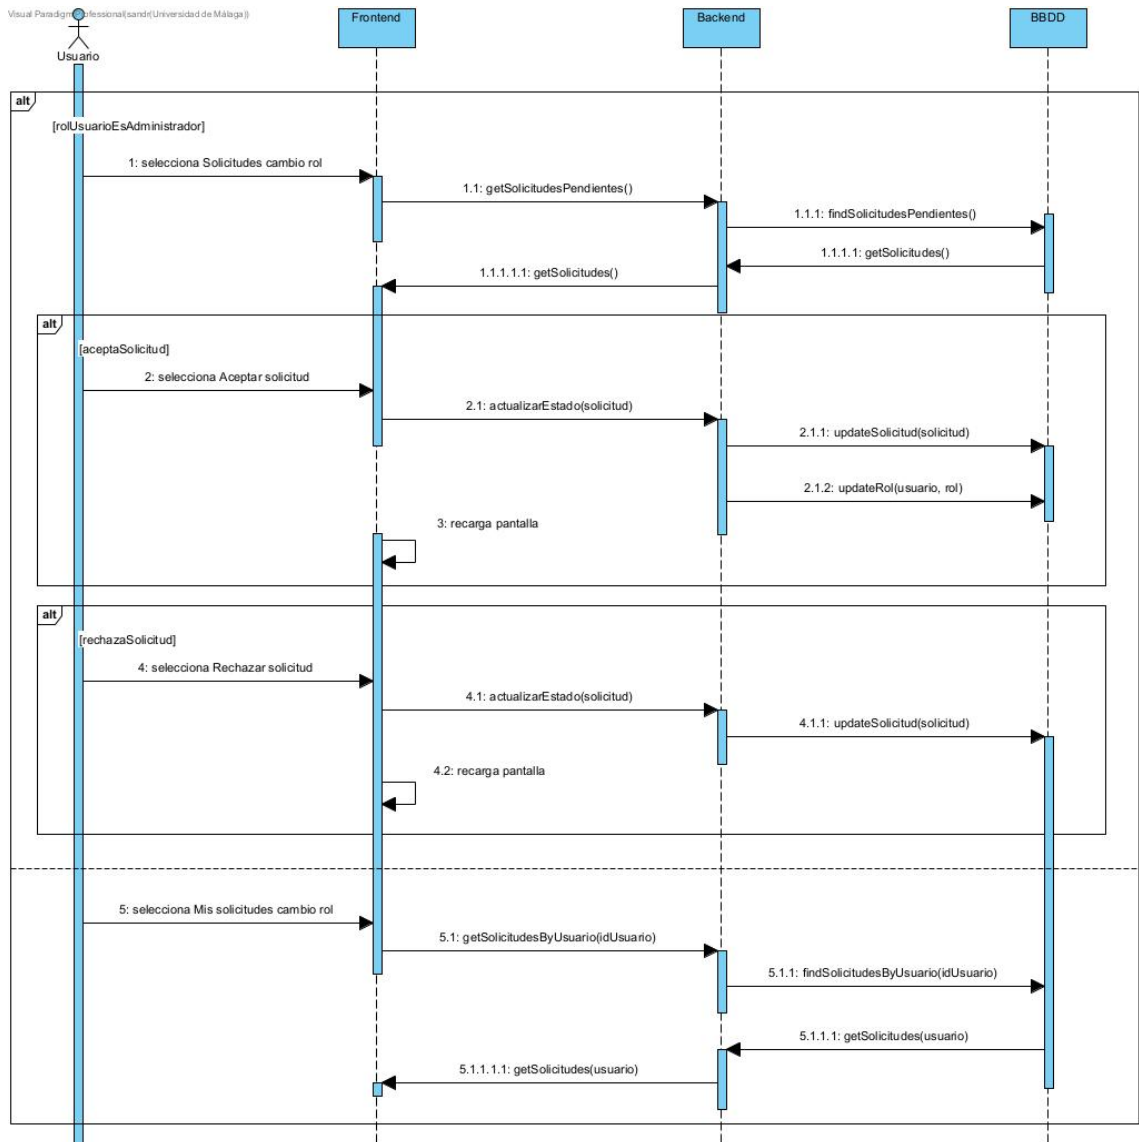 Visual Paradigm Professional(sandr(Universidad de Málaga))
Frontend
Backend
BBDD
Usuario
alt
[rolUsuarioEsAdministrador]
1: selecciona Solicitudes cambio rol
1.1: getSolicitudesPendientes()
1.1.1: findSolicitudesPendientes()
1.1.1.1: getSolicitudes()
1.1.1.1.1: getSolicitudes()
alt
[aceptaSolicitud]
2: selecciona Aceptar solicitud
2.1: actualizarEstado(solicitud)
2.1.1: updateSolicitud(solicitud)
2.1.2: updateRol(usuario, rol)
3: recarga pantalla
alt
[rechazaSolicitud]
4: selecciona Rechazar solicitud
4.1: actualizarEstado(solicitud)
4.1.1: updateSolicitud(solicitud)
4.2: recarga pantalla
5: selecciona Mis solicitudes cambio rol
5.1: getSolicitudesByUsuario(idUsuario)
5.1.1: findSolicitudesByUsuario(idUsuario)
5.1.1.1: getSolicitudes(usuario)
5.1.1.1.1: getSolicitudes(usuario)